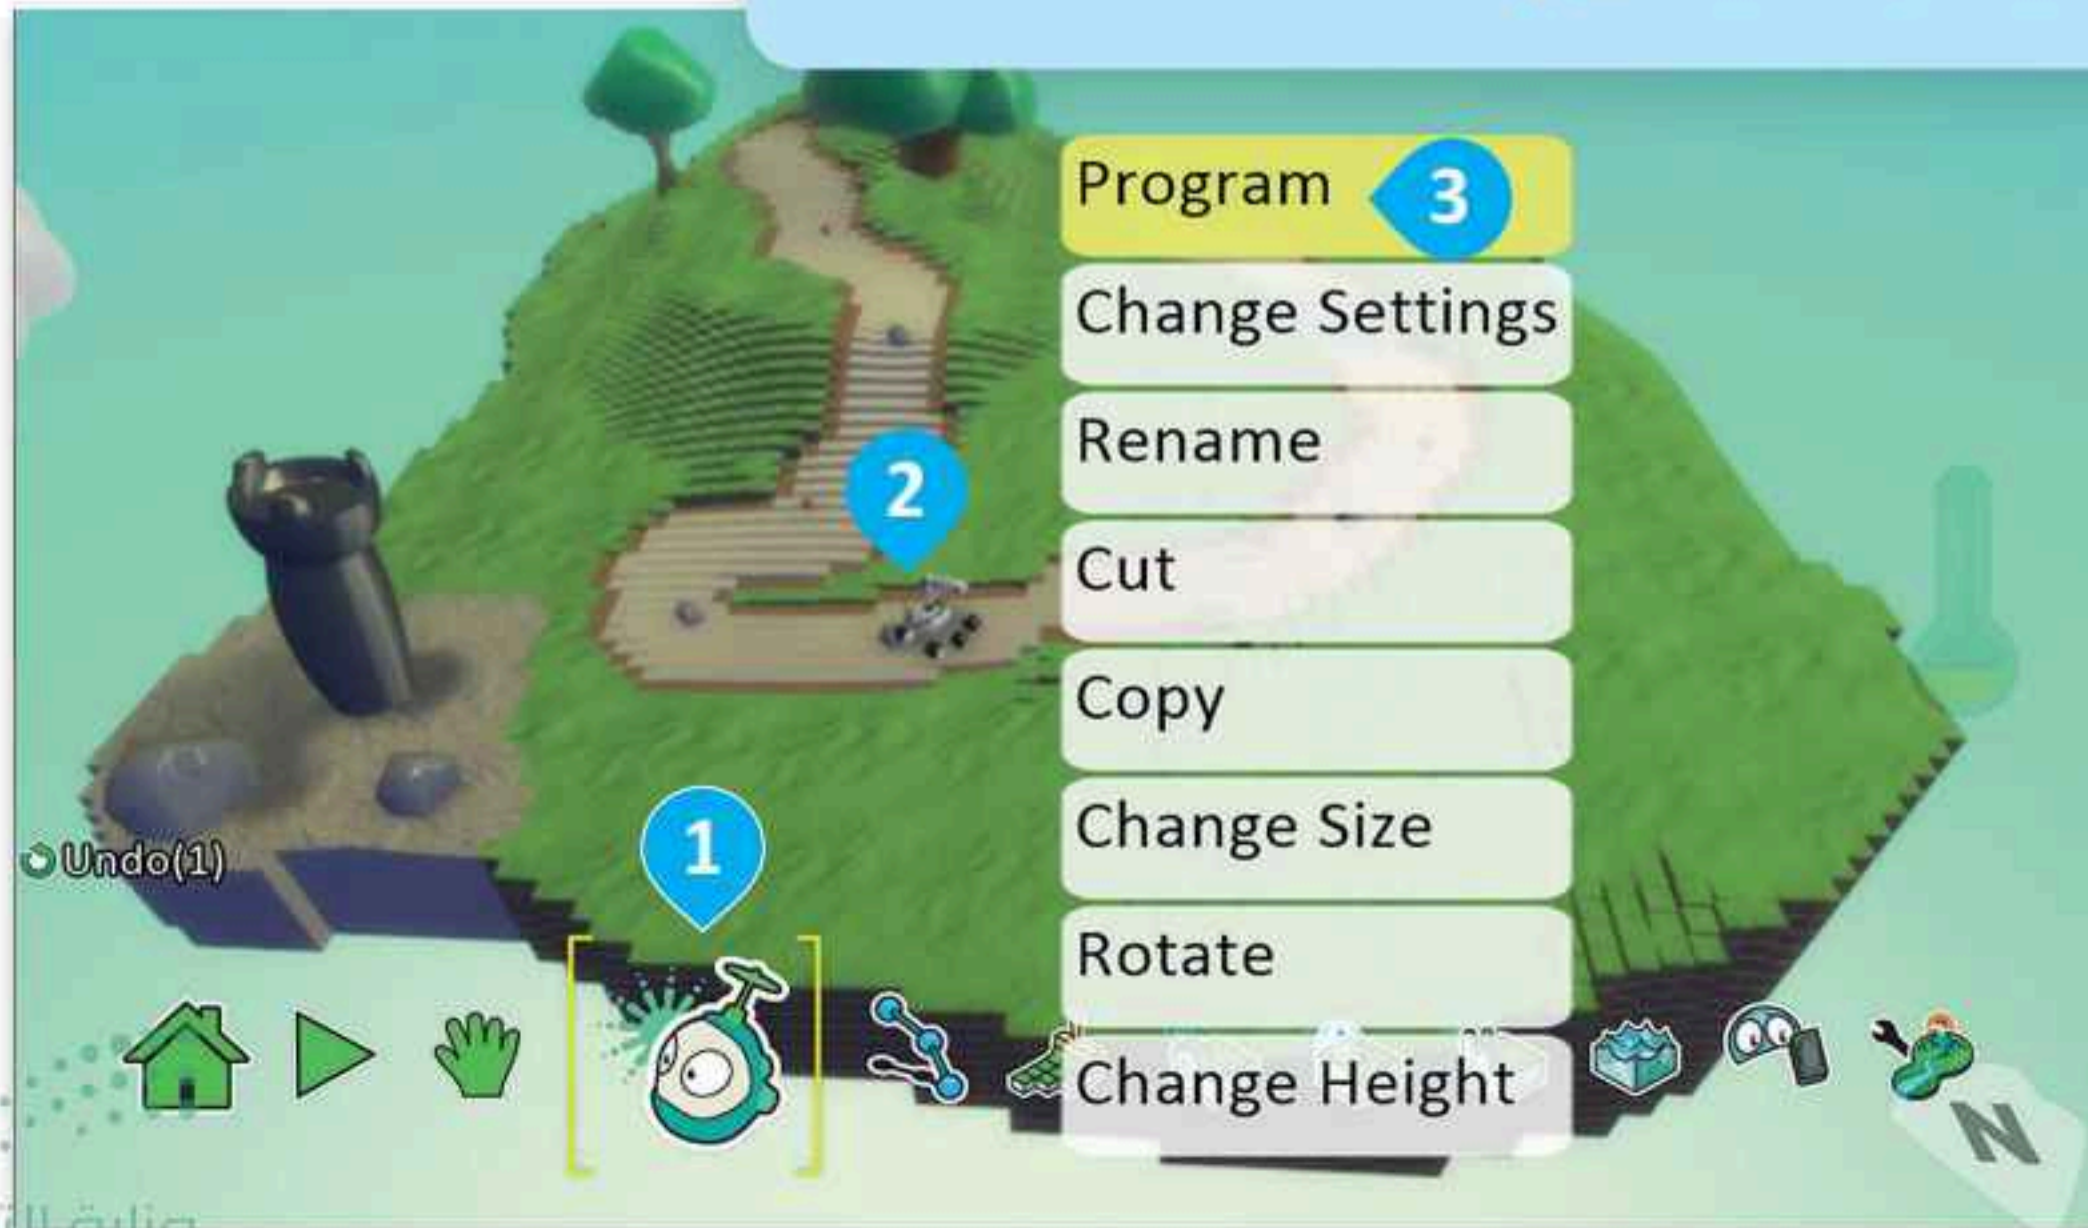 Program
3
Change Settings
Rename
2
Cut
Copy
Change Size
1
Undo(1)
Rotate
Change Height
N